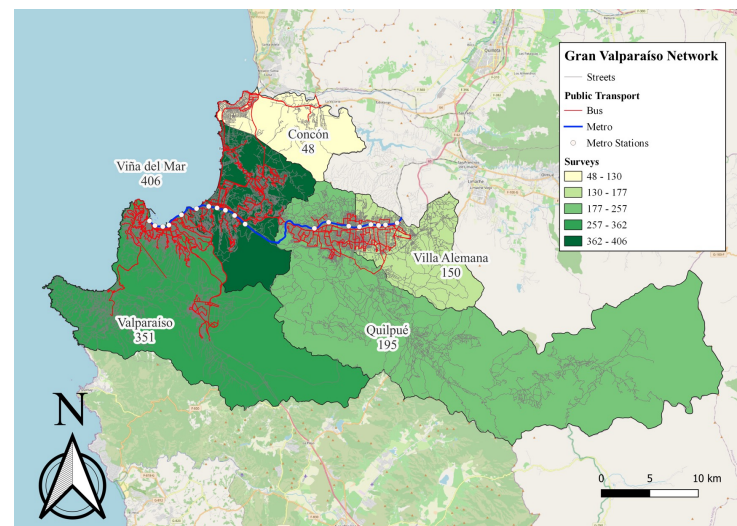 Gran Valparaíso Network
Streets
Public Transport
Bus
Metro
Metro Stations
Surveys
48 - 130
130 - 177
177 - 257
257 - 362
362 - 406
Concón
48
Viña del Mar
406
Villa Alemana
150
Valparaíso
351
Quilpué
195
N
0 5 10 km